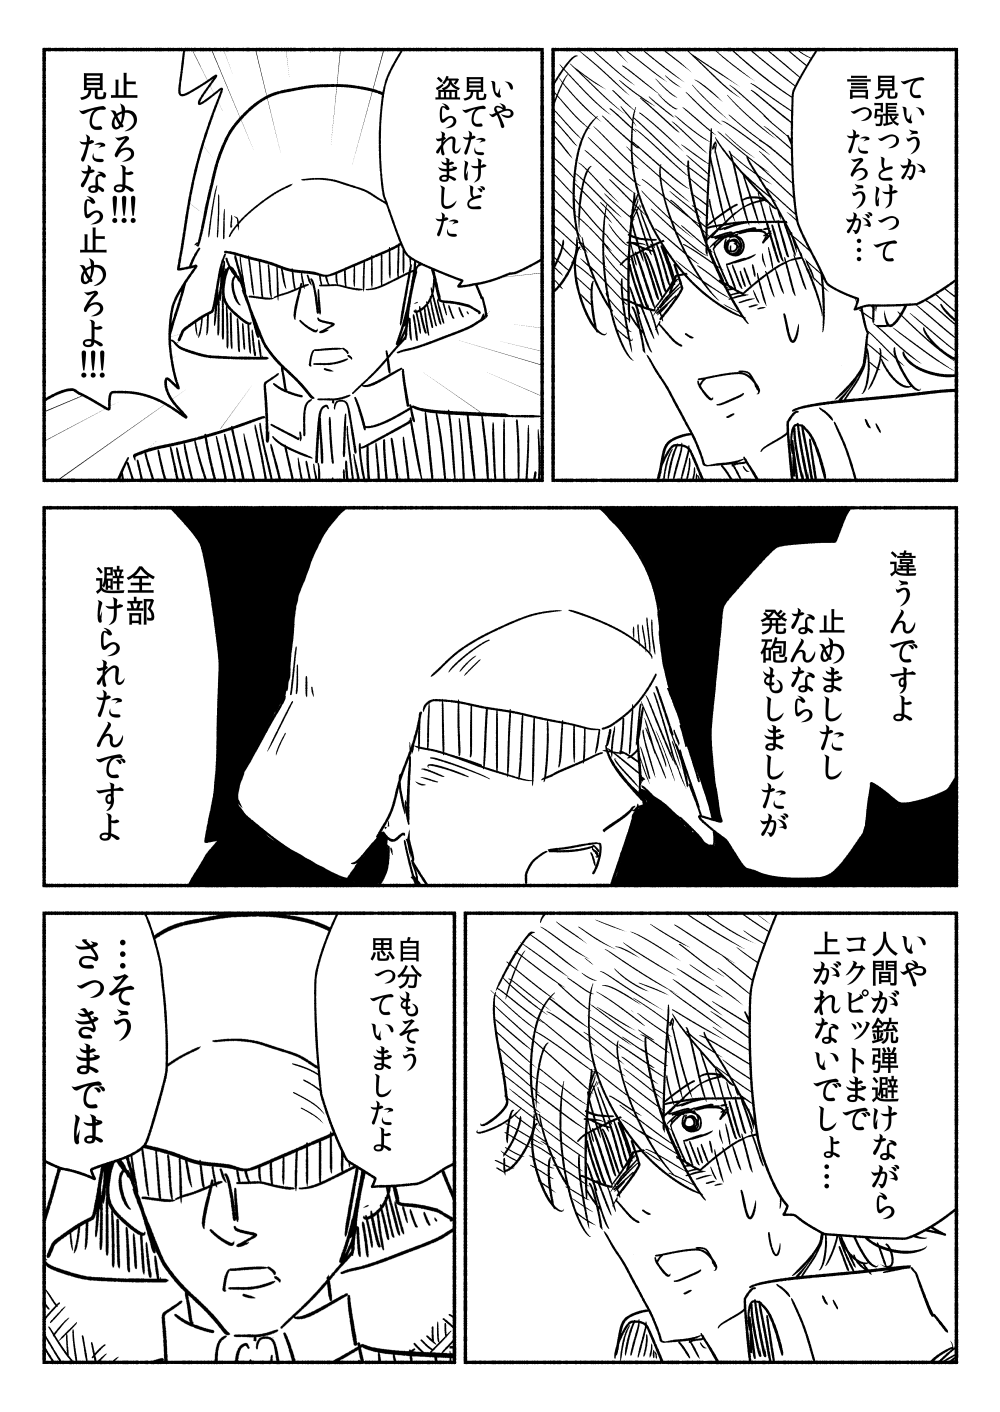 ていうか
見張っとけって
言ったろうが…
いや
見てたけど
盗られました
止めろよ!!!
見てたなら止めろよ!!!
違うんですよ
止めましたし
なんなら
発砲もしましたが
全部
避けられたんですよ
いや
人間が銃弾避けながら
コクピットまで
上がれないでしょ…
自分もそう
思っていましたよ
…そう
さっきまでは